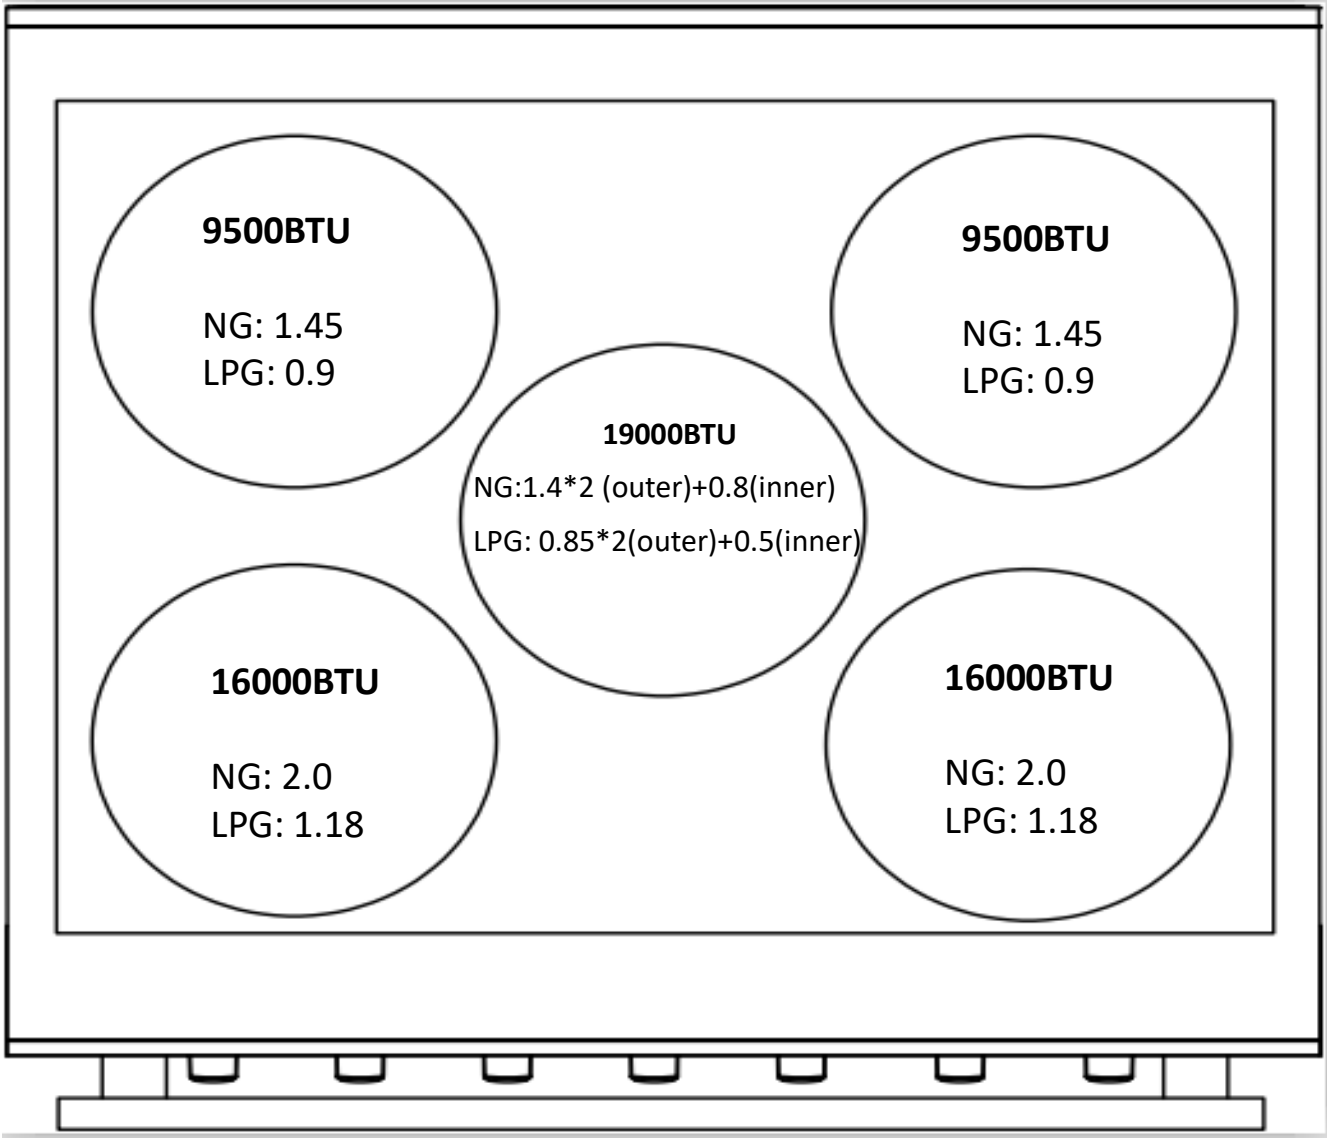 9500BTU
NG: 1.45
LPG: 0.9
9500BTU
NG: 1.45
LPG: 0.9
19000BTU
NG:1.4*2 (outer)+0.8(inner)
LPG: 0.85*2(outer)+0.5(inner)
16000BTU
NG: 2.0
LPG: 1.18
16000BTU
NG: 2.0
LPG: 1.18